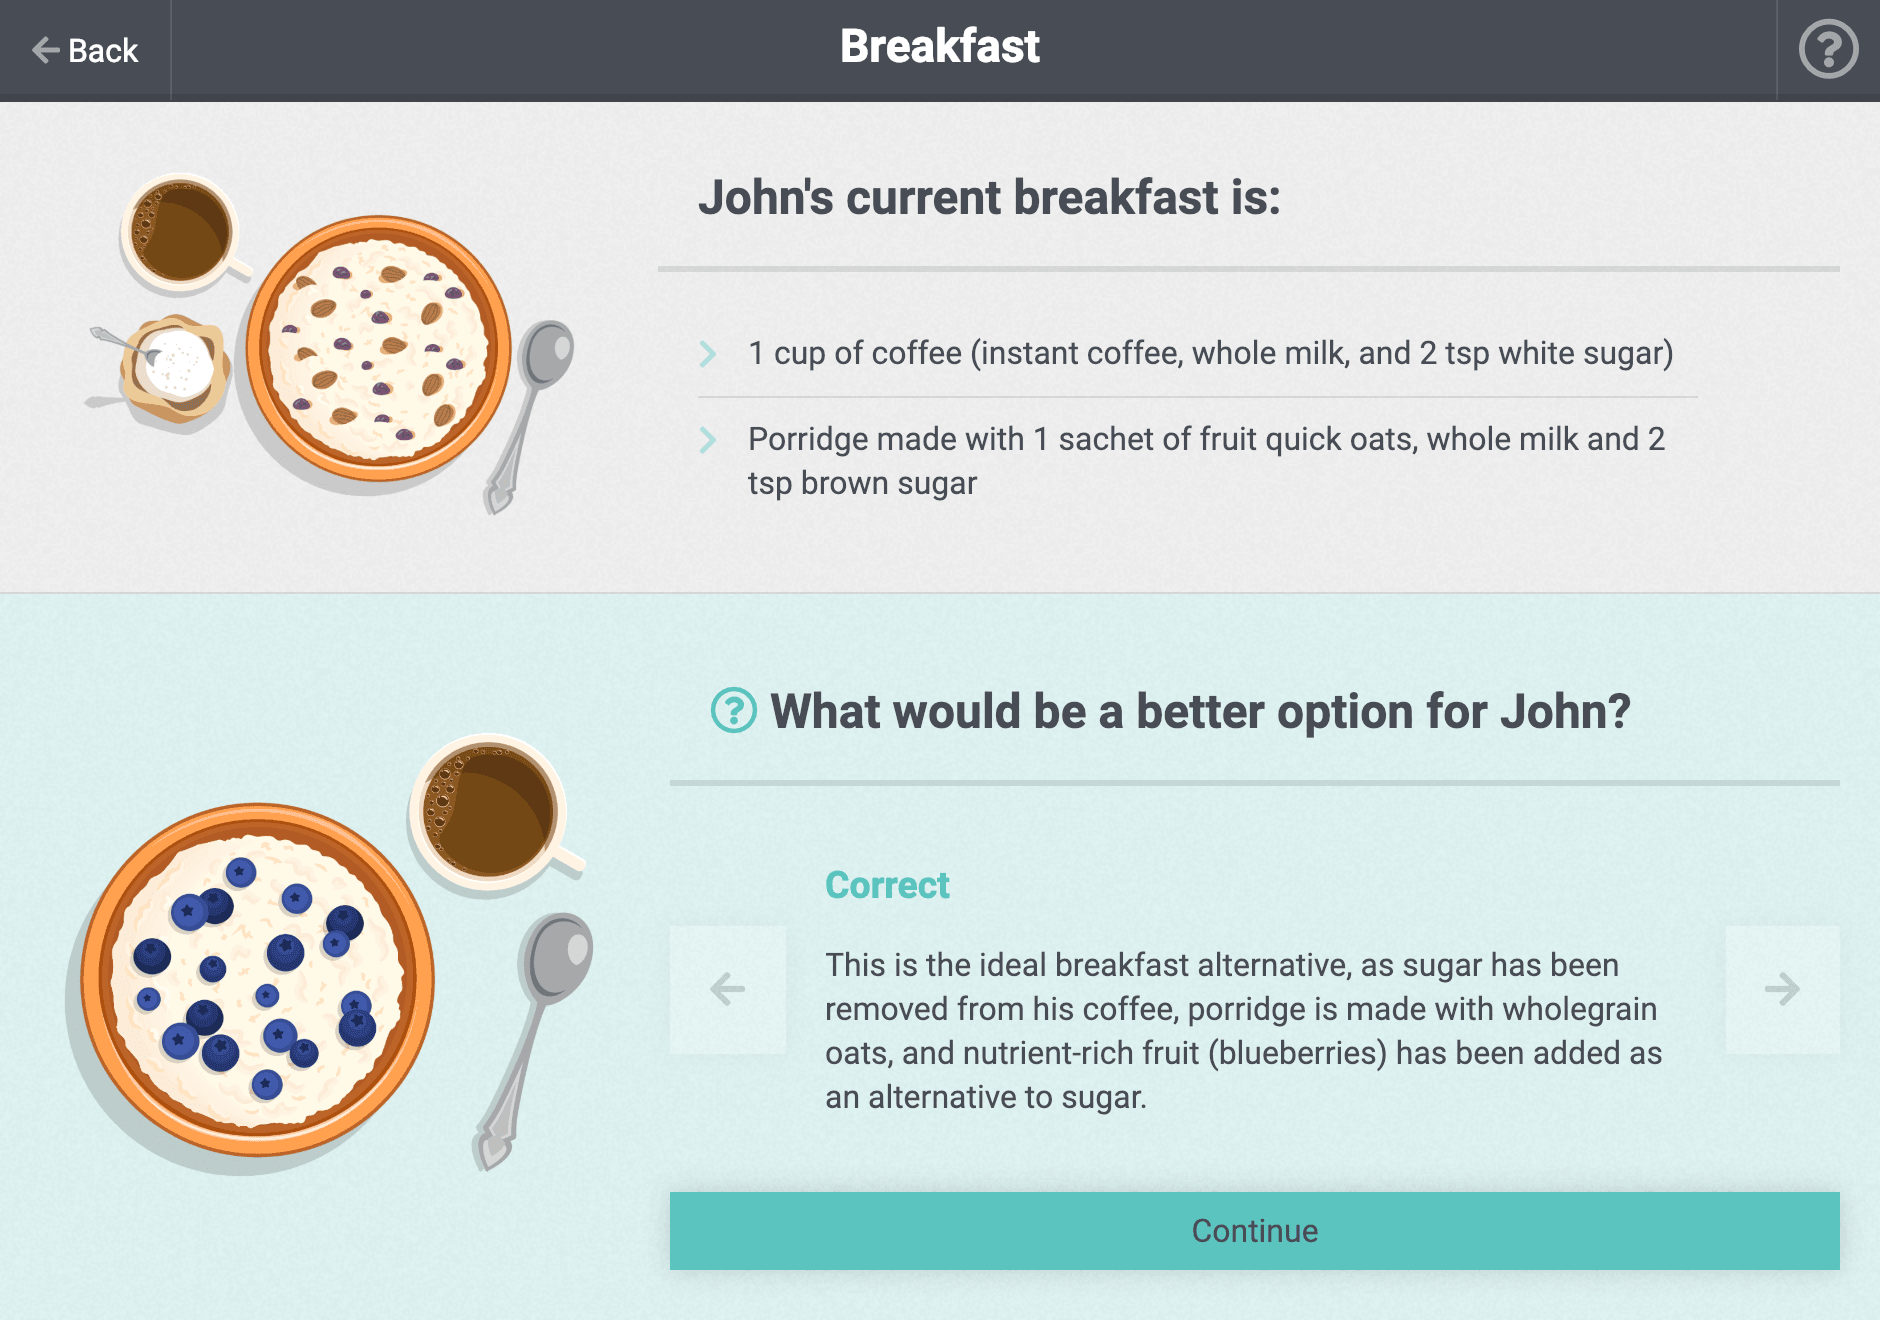 Back
Breakfast
John's current breakfast is:
1 cup of coffee (instant coffee, whole milk, and 2 tsp white sugar)
Porridge made with 1 sachet of fruit quick oats, whole milk and 2
tsp brown sugar
What would be a better option for John?
Correct
This is the ideal breakfast alternative, as sugar has been
removed from his coffee, porridge is made with wholegrain
oats, and nutrient-rich fruit (blueberries) has been added as
an alternative to sugar.
Continue